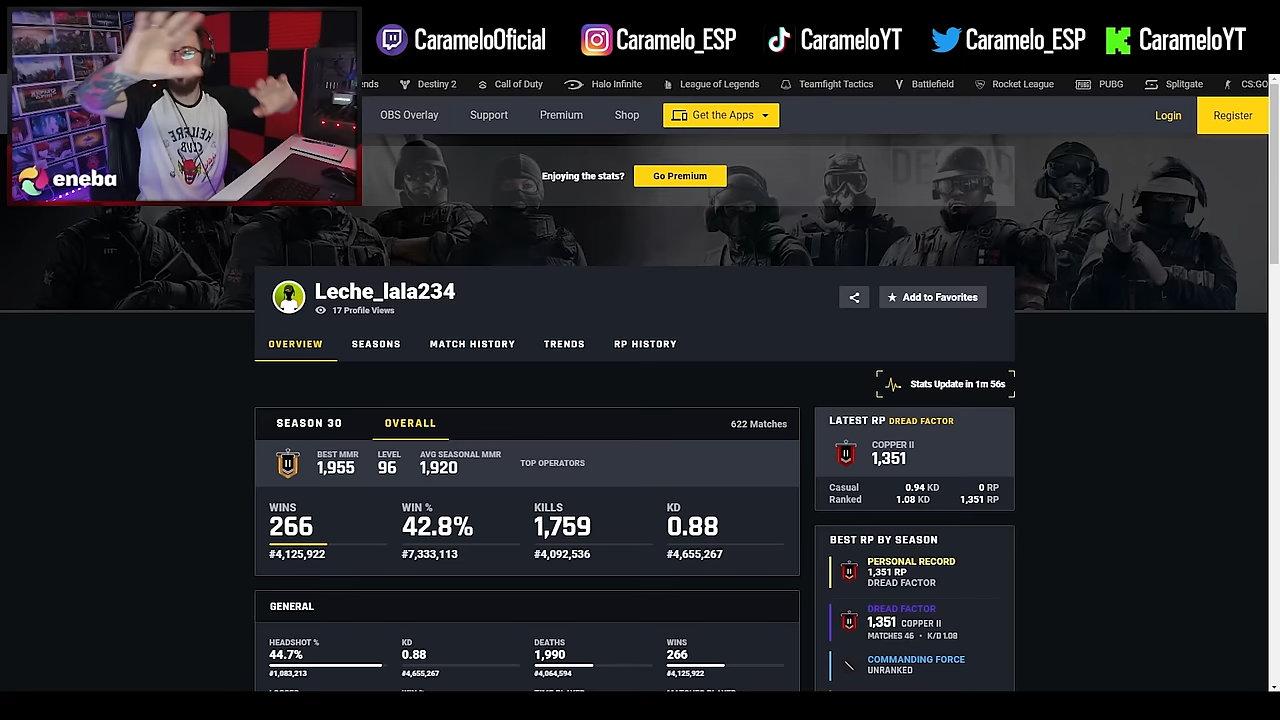 CarameloOficial
Caramelo_ESP
CarameloYT
Caramelo_ESP
CarameloYT
ends
Destiny 2
Call of Duty
Halo Infinite
League of Legends
Teamfight Tactics
Battlefield
Rocket League
PUBG
PUBG
Splitgate
CS:GO
OBS Overlay
Support
Premium
Shop
Get the Apps
Login
Register
HELLFIRE
CLUB
eneba
Enjoying the stats?
Go Premium
Leche_lala234
17 Profile Views
Add to Favorites
OVERVIEW
SEASONS
MATCH HISTORY
TRENDS
RP HISTORY
Stats Update in 1m 56s
SEASON 30
OVERALL
622 Matches
BEST MMR
1,955
LEVEL
96
AVG SEASONAL MMR
1,920
TOP OPERATORS
WINS
266
#4,125,922
WIN %
42.8%
#7,333,113
KILLS
1,759
#4,092,536
KD
0.88
#4,655,267
GENERAL
HEADSHOT %
44.7%
#1,083,213
KD
0.88
#4,655,267
DEATHS
1,990
#4,064,594
WINS
266
#4,125,922
LATEST RP DREAD FACTOR
COPPER II
1,351
Casual 0.94 KD 0 RP
Ranked 1.08 KD 1,351 RP
BEST RP BY SEASON
PERSONAL RECORD
1,351 RP
DREAD FACTOR
DREAD FACTOR
1,351 COPPER II
MATCHES 46 • K/D 1.08
COMMANDING FORCE
UNRANKED